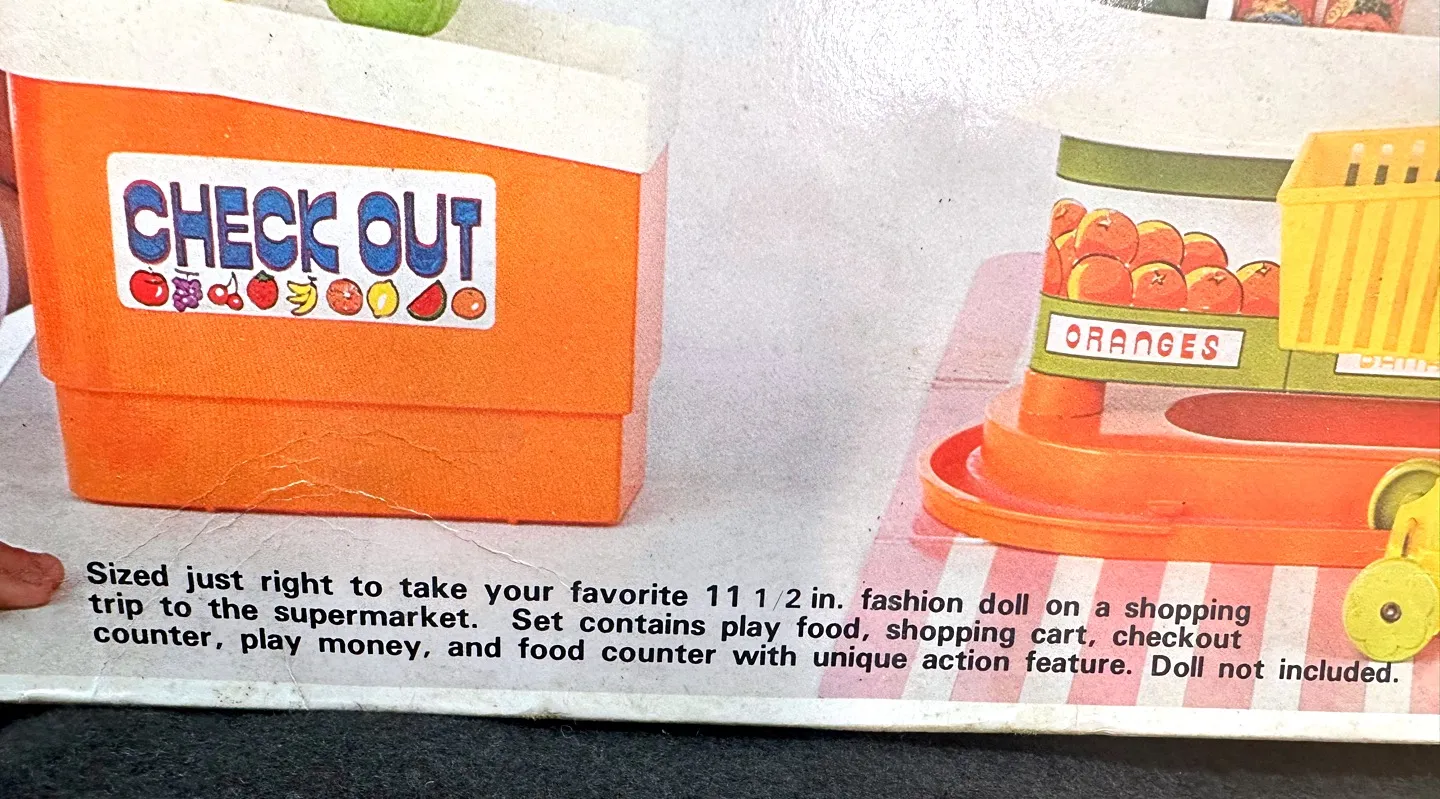 CHECK OUT
ORANGES
Sized just right to take your favorite 11 1/2 in. fashion doll on a shopping
trip to the supermarket. Set contains play food, shopping cart, checkout
counter, play money, and food counter with unique action feature. Doll not included.